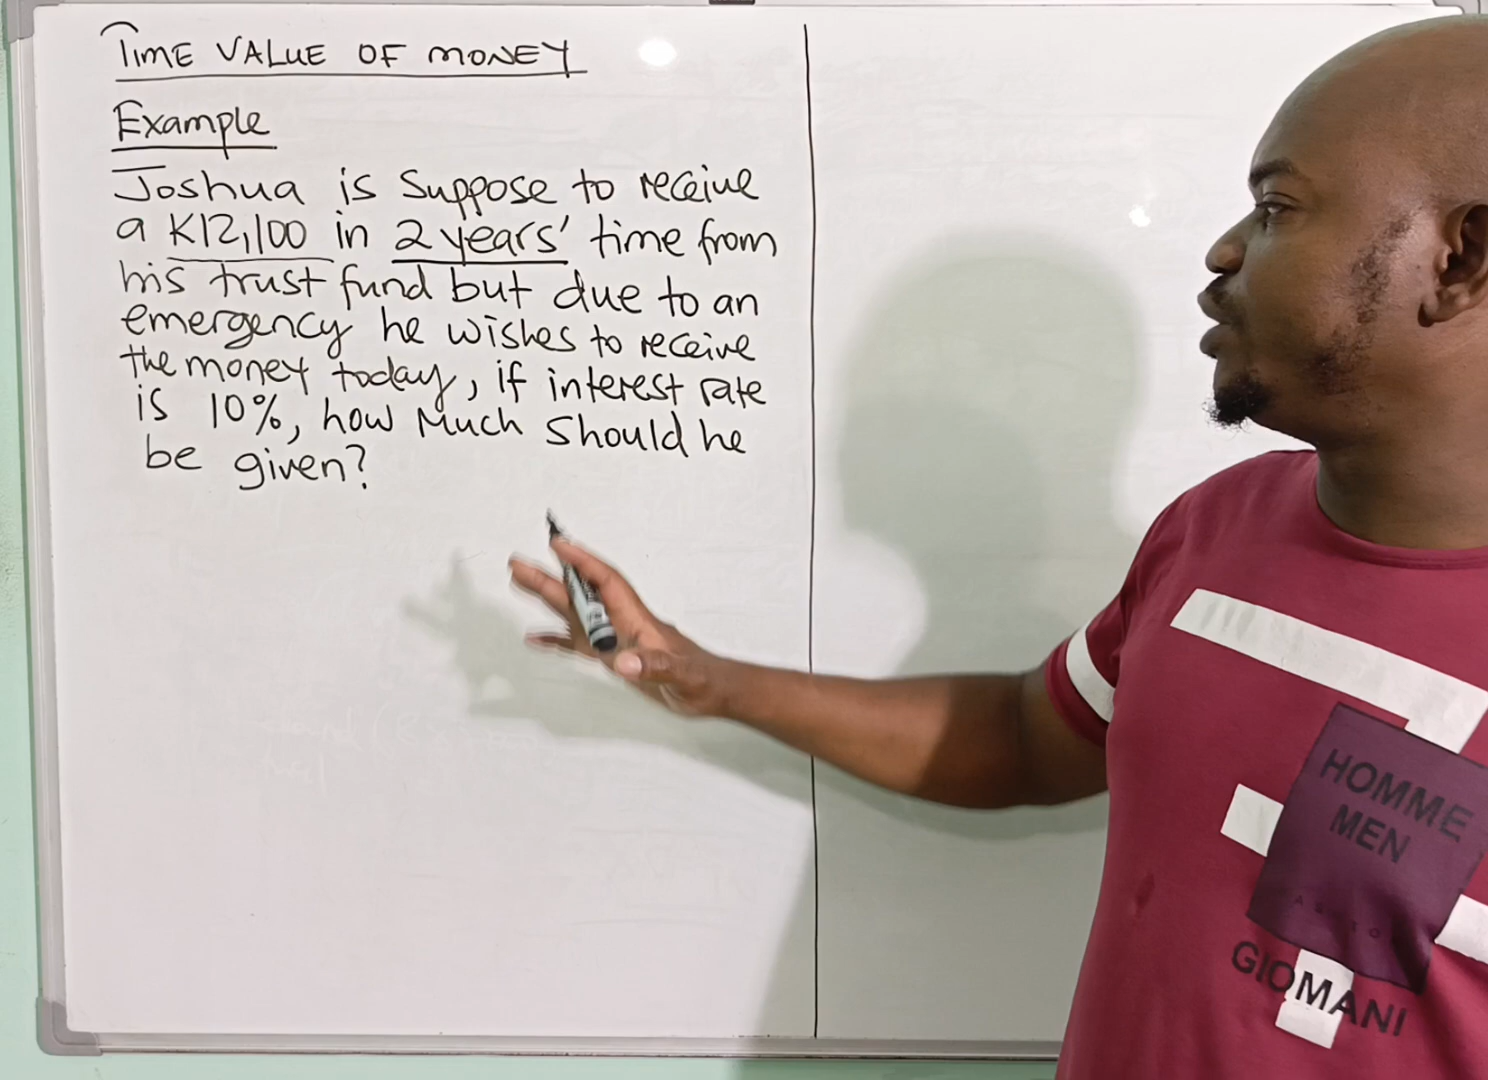 TIME VALUE OF MONEY
Example
Joshua is Suppose to receive
a K12,100 in 2 years' time from
his trust fund but due to an
emergency he wishes to receive
the money today, if interest rate
is 10%, how Much Should he
be given?
HOMME
MEN
GIOMANI